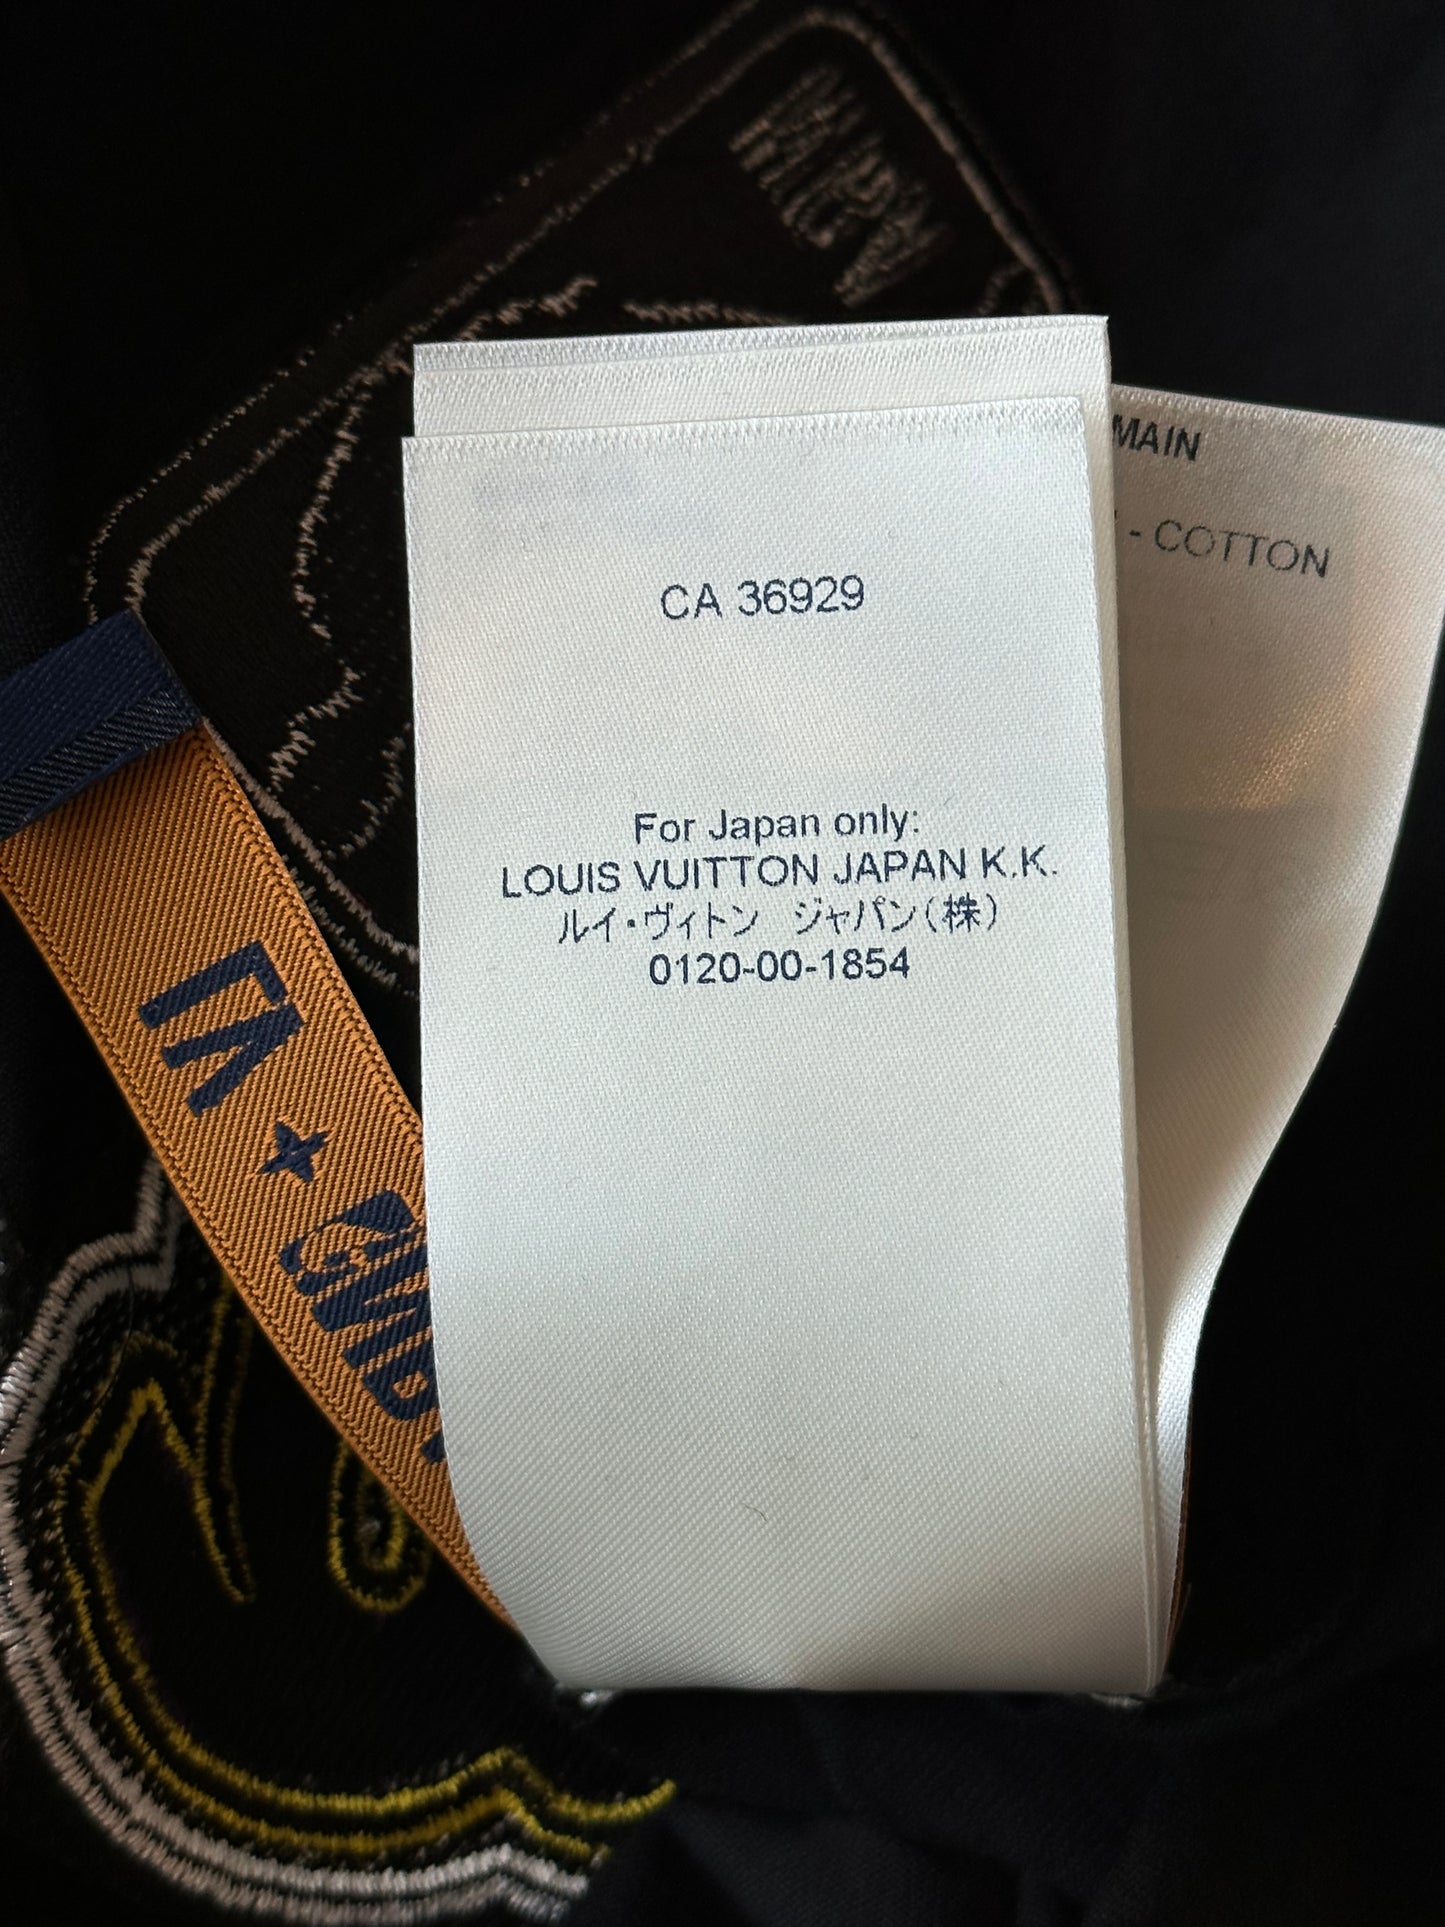 CA 36929
For Japan only:
LOUIS VUITTON JAPAN K.K.
ルイ・ヴィトン ジャパン(株)
0120-00-1854
MAIN
- COTTON
LV